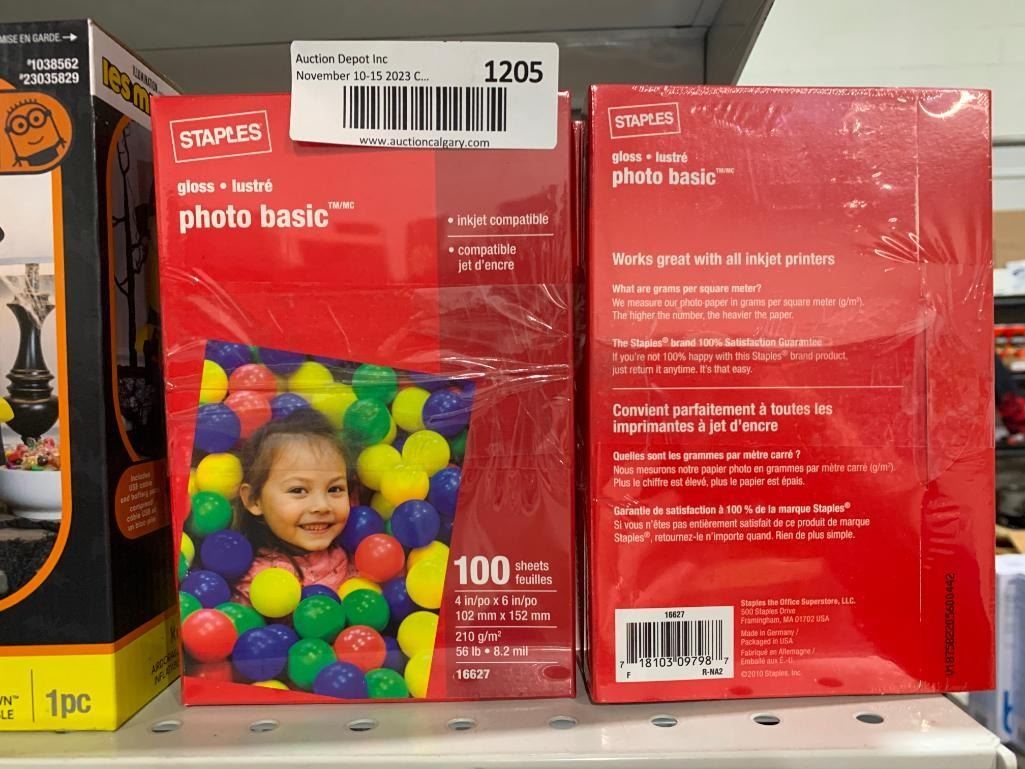 MISE EN GARDE →
#1038562
#23035829
1pc
Auction Depot Inc
November 10-15 2023 C...
1205
www.auctioncalgary.com
STAPLES
gloss • lustré
photo basic™/MC
• inkjet compatible
• compatible
jet d'encre
100 sheets
feuilles
4 in/po x 6 in/po
102 mm x 152 mm
210 g/m²
56 lb • 8.2 mil
16627
STAPLES
gloss • lustré
photo basic™/MC
Works great with all inkjet printers
What are grams per square meter?
We measure our photo paper in grams per square meter (g/m²).
The higher the number, the heavier the paper.
The Staples® brand 100% Satisfaction Guarantee
If you're not 100% happy with this Staples® brand product,
just return it anytime. It's that easy.
Convient parfaitement à toutes les
imprimantes à jet d'encre
Quelles sont les grammes par mètre carré ?
Nous mesurons notre papier photo en grammes par mètre carré (g/m²).
Plus le chiffre est élevé, plus le papier est épais.
Garantie de satisfaction à 100 % de la marque Staples®
Si vous n'êtes pas entièrement satisfait de ce produit de marque
Staples®, retournez-le n'importe quand. Rien de plus simple.
16627
7 18103 09798 7
F R-NA2
Staples the Office Superstore, LLC.
500 Staples Drive
Framingham, MA 01702 USA
Made in Germany /
Packaged in USA
Fabriqué en Allemagne /
Emballé aux É.-U.
©2010 Staples, Inc.